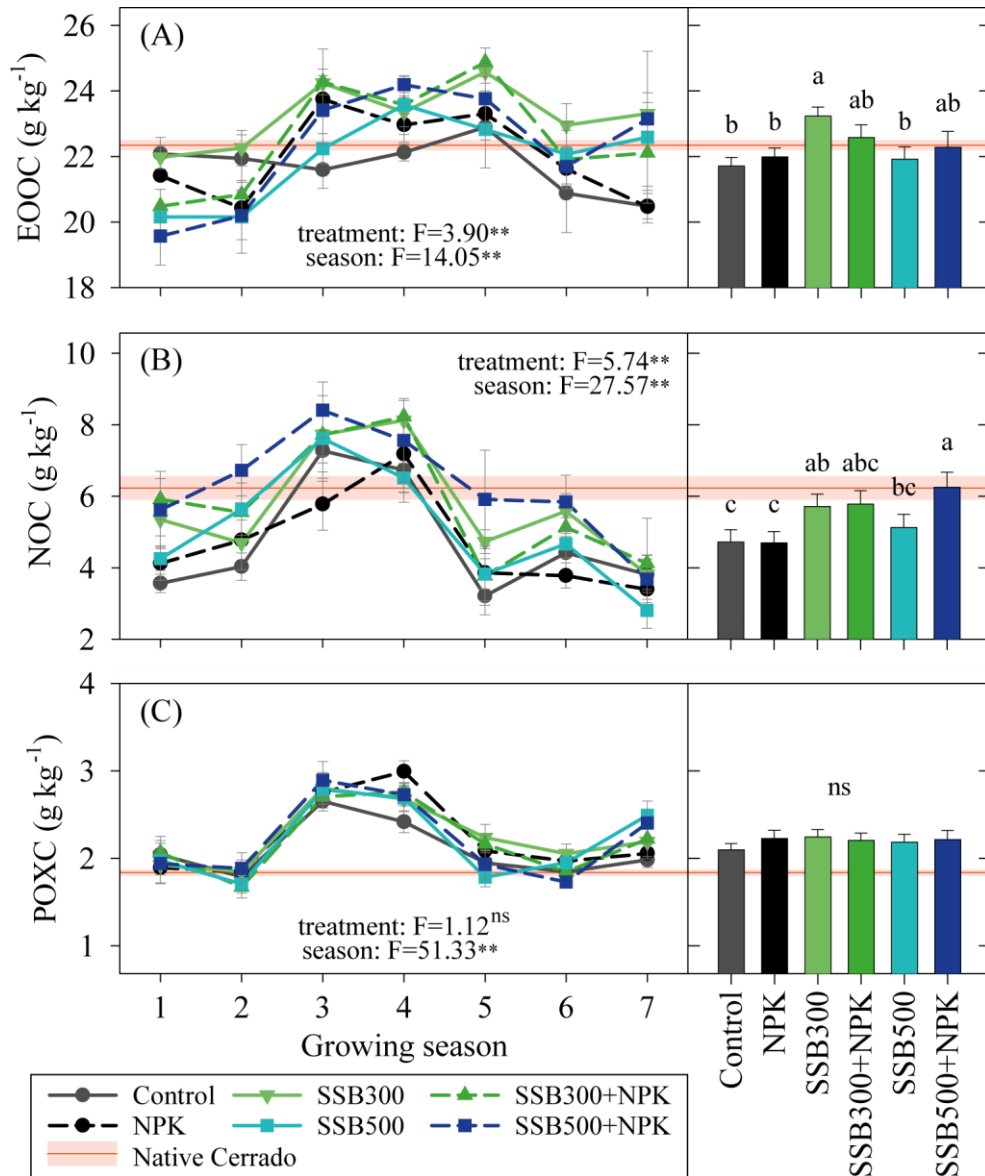 (A)
EOOC (g kg⁻¹)
26
24
22
20
18
treatment: F=3.90**
season: F=14.05**
b b a ab b ab
(B)
NOC (g kg⁻¹)
10
8
6
4
2
treatment: F=5.74**
season: F=27.57**
c c ab abc bc a
(C)
POXC (g kg⁻¹)
4
3
2
1
treatment: F=1.12ⁿˢ
season: F=51.33**
ns
1 2 3 4 5 6 7
Growing season
Control
NPK
SSB300
SSB300+NPK
SSB500
SSB500+NPK
Control SSB300 SSB300+NPK
NPK SSB500 SSB500+NPK
Native Cerrado